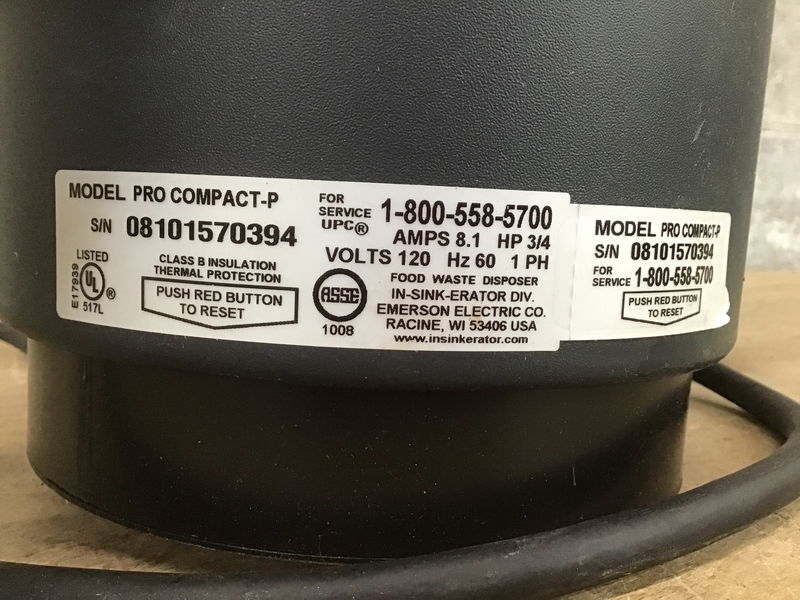 MODEL PRO COMPACT-P
S/N 08101570394
LISTED
E17939
UL
®
517L
CLASS B INSULATION
THERMAL PROTECTION
PUSH RED BUTTON
TO RESET
FOR
SERVICE
UPC®
1-800-558-5700
AMPS 8.1 HP 3/4
VOLTS 120 Hz 60 1 PH
ASSE
1008
FOOD WASTE DISPOSER
IN-SINK-ERATOR DIV.
EMERSON ELECTRIC CO.
RACINE, WI 53406 USA
www.insinkerator.com
MODEL PRO COMPACT-P
S/N 08101570394
FOR
SERVICE 1-800-558-5700
PUSH RED BUTTON
TO RESET